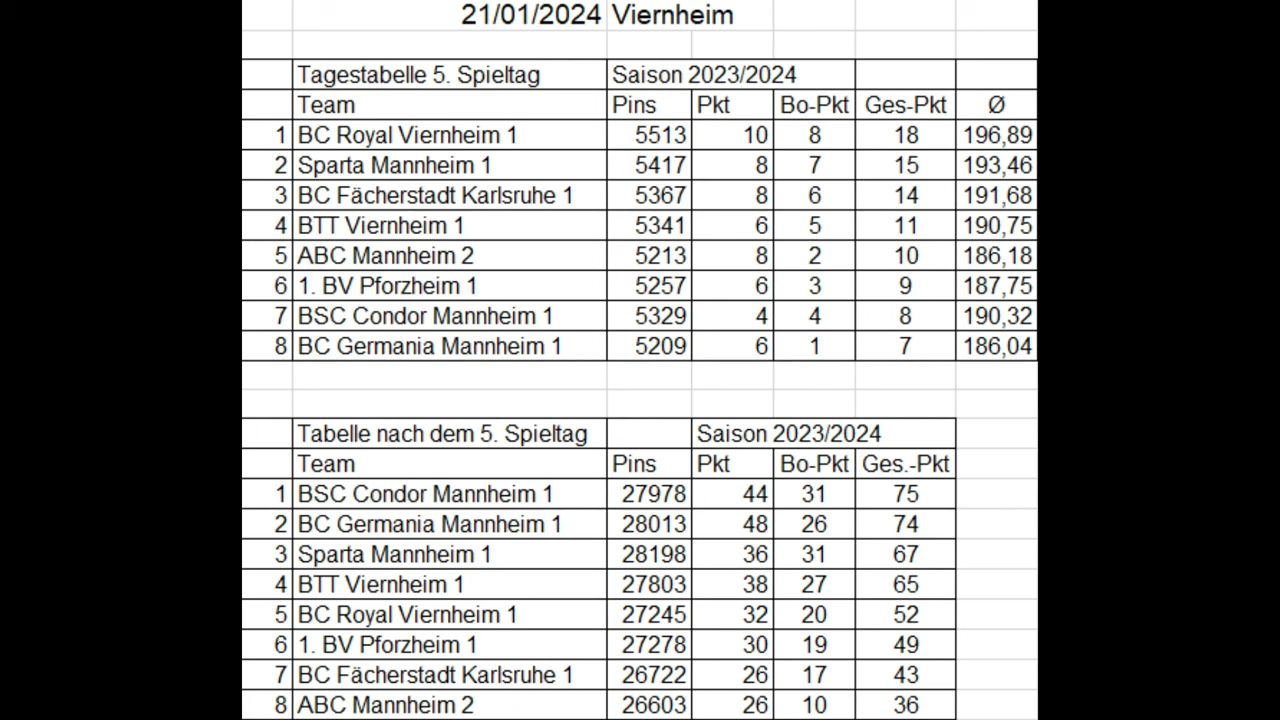 21/01/2024 Viernheim
Tagestabelle 5. Spieltag Saison 2023/2024
Team Pins Pkt Bo-Pkt Ges-Pkt Ø
1 BC Royal Viernheim 1 5513 10 8 18 196,89
2 Sparta Mannheim 1 5417 8 7 15 193,46
3 BC Fächerstadt Karlsruhe 1 5367 8 6 14 191,68
4 BTT Viernheim 1 5341 6 5 11 190,75
5 ABC Mannheim 2 5213 8 2 10 186,18
6 1. BV Pforzheim 1 5257 6 3 9 187,75
7 BSC Condor Mannheim 1 5329 4 4 8 190,32
8 BC Germania Mannheim 1 5209 6 1 7 186,04
Tabelle nach dem 5. Spieltag Saison 2023/2024
Team Pins Pkt Bo-Pkt Ges.-Pkt
1 BSC Condor Mannheim 1 27978 44 31 75
2 BC Germania Mannheim 1 28013 48 26 74
3 Sparta Mannheim 1 28198 36 31 67
4 BTT Viernheim 1 27803 38 27 65
5 BC Royal Viernheim 1 27245 32 20 52
6 1. BV Pforzheim 1 27278 30 19 49
7 BC Fächerstadt Karlsruhe 1 26722 26 17 43
8 ABC Mannheim 2 26603 26 10 36